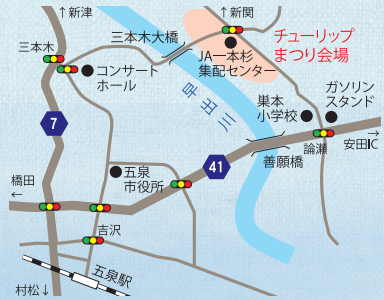 ↑新津
↑新関
三本木
三本木大橋
チューリップ
まつり会場
JA一本杉
集配センター
コンサート
ホール
早出川
巣本
小学校
ガソリン
スタンド
7
論瀬
安田IC
→
善願橋
41
五泉
市役所
橋田
←
吉沢
五泉駅
村松↓